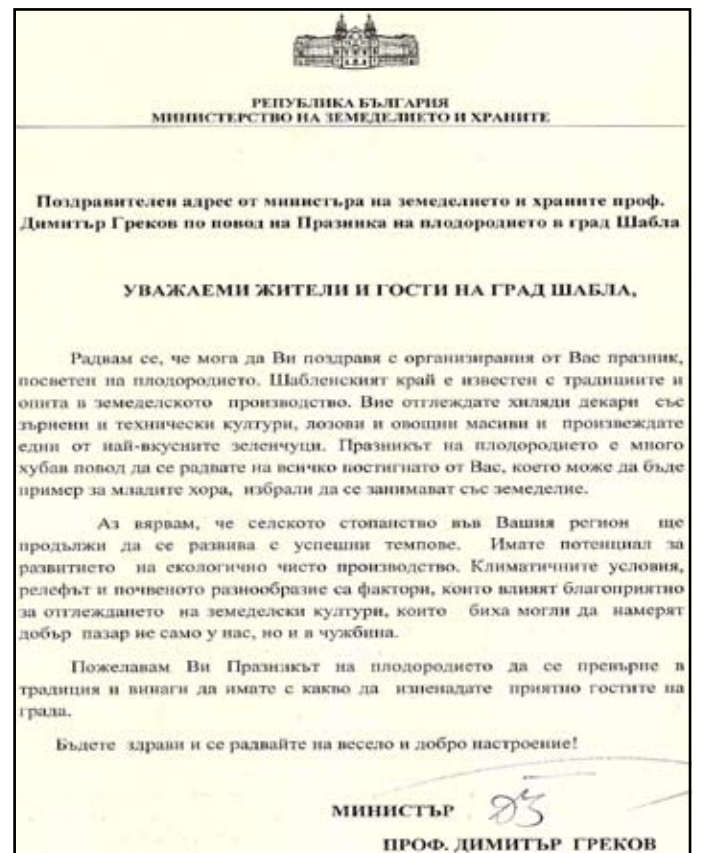 РЕПУБЛИКА БЪЛГАРИЯ
МИНИСТЕРСТВО НА ЗЕМЕДЕЛИЕТО И ХРАНИТЕ
Поздравителен адрес от министъра на земеделието и храните проф.
Димитър Греков по повод на Празника на плодородието в град Шабла
УВАЖАЕМИ ЖИТЕЛИ И ГОСТИ НА ГРАД ШАБЛА,
Радвам се, че мога да Ви поздравя с организирания от Вас празник,
посветен на плодородието. Шабленският край е известен с традициите и
опита в земеделското производство. Вие отглеждате хиляди декари със
зърнени и технически култури, лозови и овощни масиви и произвеждате
едни от най-вкусните зеленчуци. Празникът на плодородието е много
хубав повод да се радвате на всичко постигнато от Вас, което може да бъде
пример за младите хора, избрали да се занимават със земеделие.
Аз вярвам, че селското стопанство във Вашия регион ще
продължи да се развива с успешни темпове. Имате потенциал за
развитието на екологично чисто производство. Климатичните условия,
релефът и почвеното разнообразие са фактори, които влияят благоприятно
за отглеждането на земеделски култури, които биха могли да намерят
добър пазар не само у нас, но и в чужбина.
Пожелавам Ви Празникът на плодородието да се превърне в
традиция и винаги да имате с какво да изненадате приятно гостите на
града.
Бъдете здрави и се радвайте на весело и добро настроение!
МИНИСТЪР
ПРОФ. ДИМИТЪР ГРЕКОВ